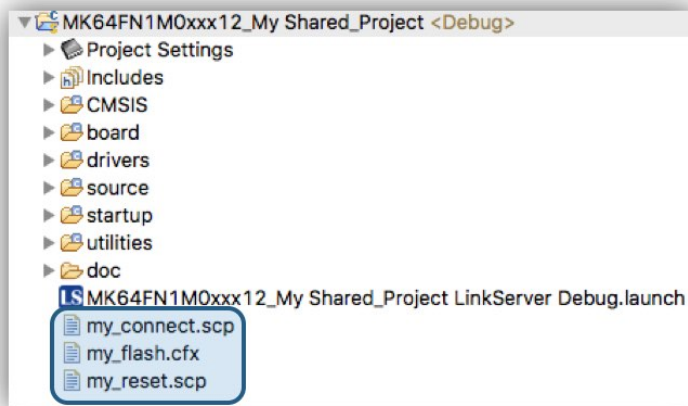 MK64FN1M0xxx12_My Shared_Project <Debug>
Project Settings
Includes
CMSIS
board
drivers
source
startup
utilities
doc
LS MK64FN1M0xxx12_My Shared_Project LinkServer Debug.launch
my_connect.scp
my_flash.cfx
my_reset.scp